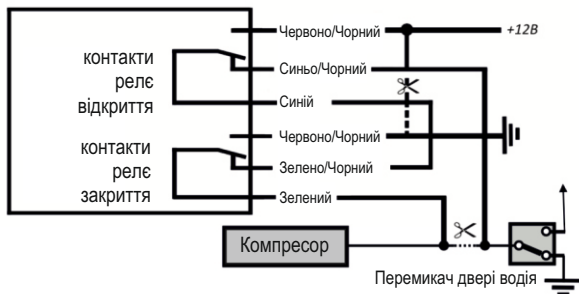 Червоно/Чорний
+12В
контакти
реле
відкриття
Синьо/Чорний
Синій
Червоно/Чорний
контакти
реле
закриття
Зелено/Чорний
Зелений
Компресор
Перемикач двері водія